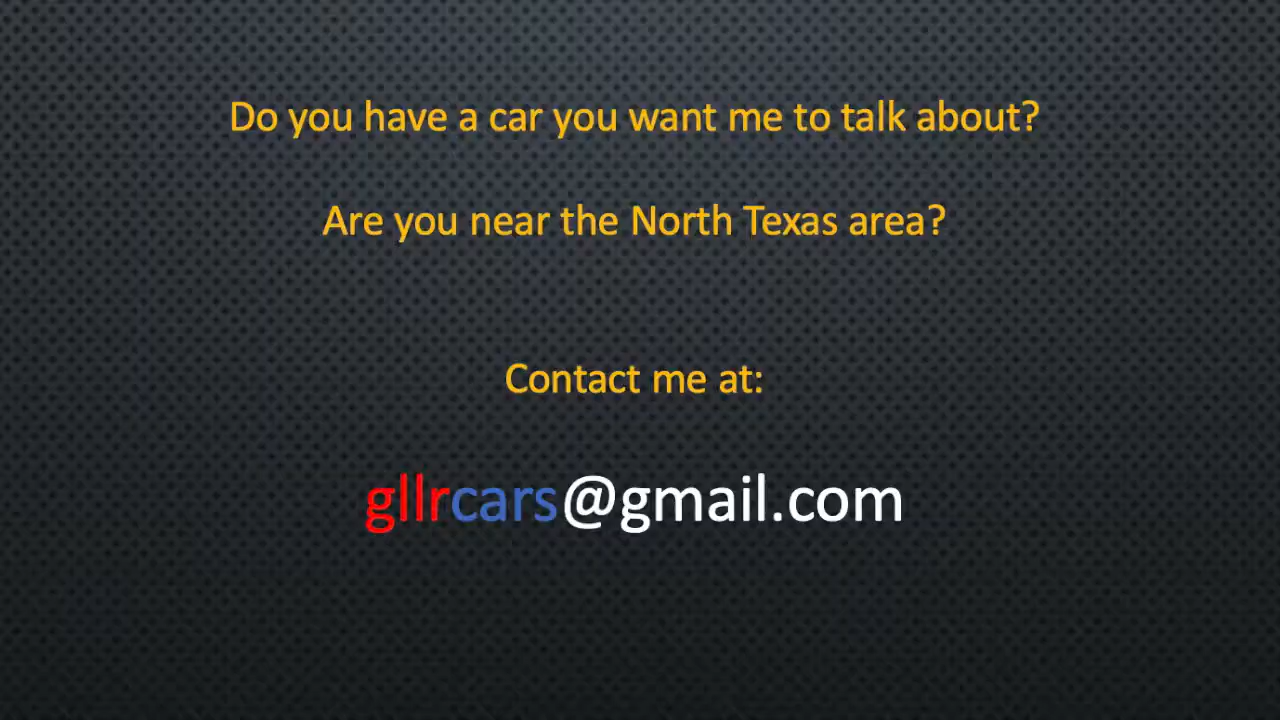 Do you have a car you want me to talk about?
Are you near the North Texas area?
Contact me at:
gllrcars@gmail.com